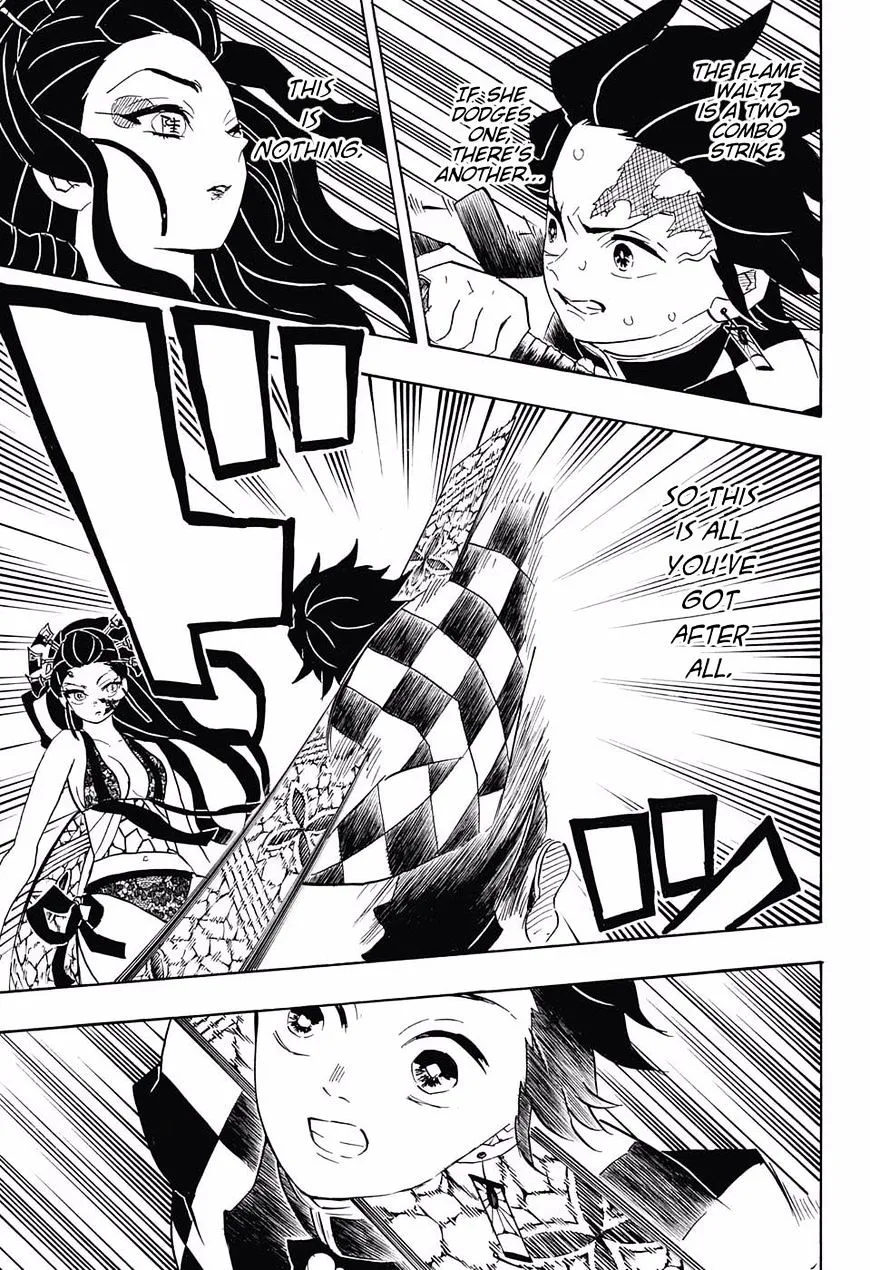 THE FLAME
WALTZ
IS A TWO-
COMBO
STRIKE.
IF SHE
DODGES
ONE,
THERE'S
ANOTHER...
THIS
IS
NOTHING.
陸
SO THIS
IS ALL
YOU'VE
GOT
AFTER
ALL.